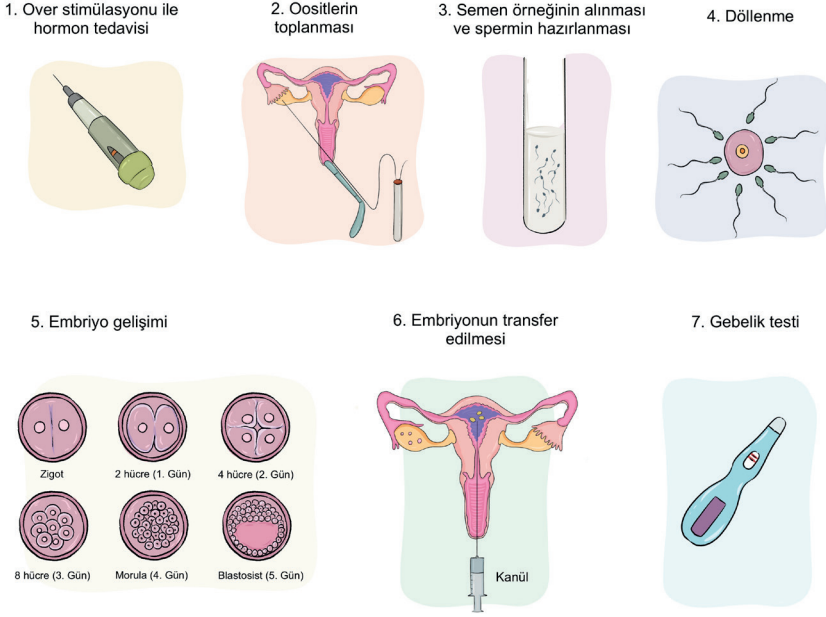 1. Over stimülasyonu ile
hormon tedavisi
2. Oositlerin
toplanması
3. Semen örneğinin alınması
ve spermin hazırlanması
4. Döllenme
5. Embriyo gelişimi
Zigot
2 hücre (1. Gün)
4 hücre (2. Gün)
8 hücre (3. Gün)
Morula (4. Gün)
Blastosist (5. Gün)
6. Embriyonun transfer
edilmesi
Kanül
7. Gebelik testi